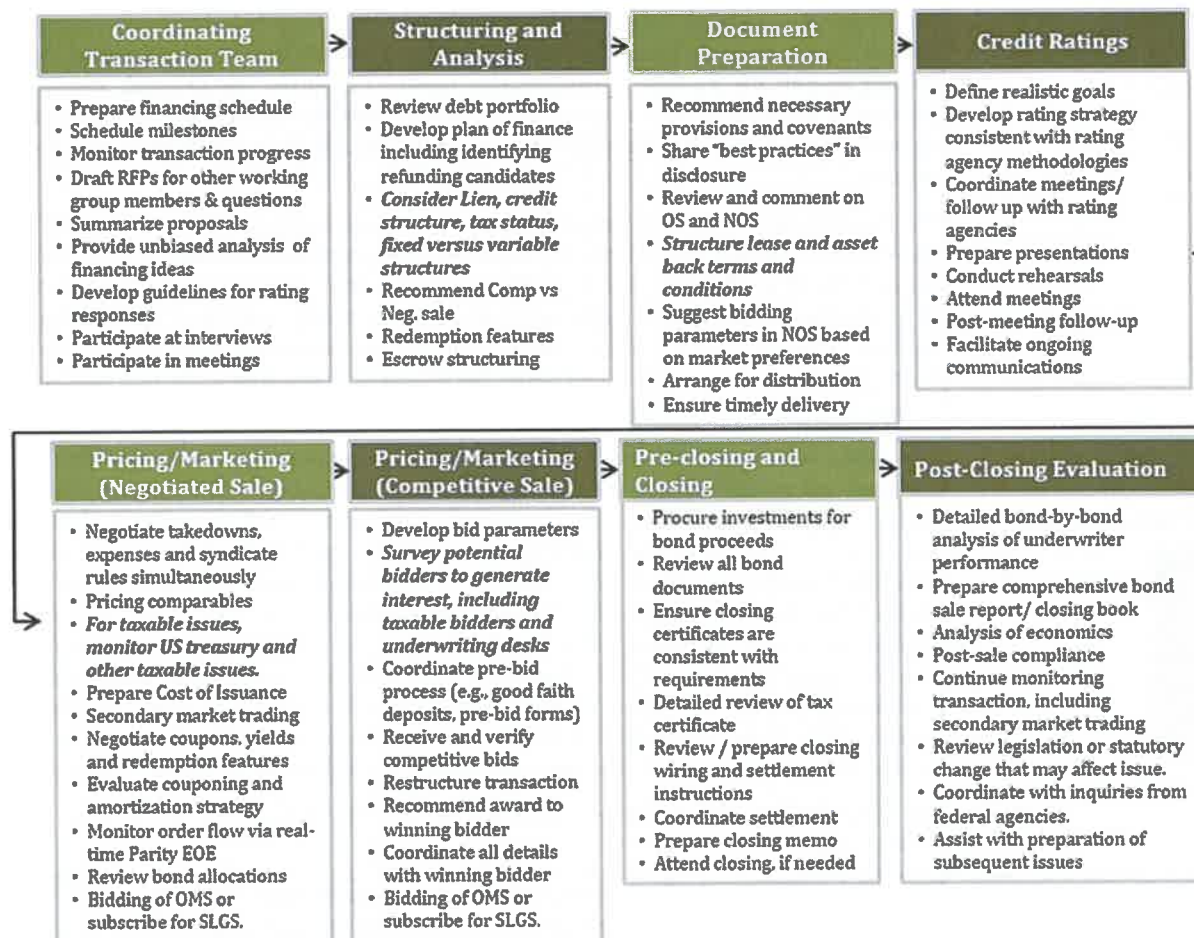 Coordinating
Transaction Team
• Prepare financing schedule
• Schedule milestones
• Monitor transaction progress
• Draft RFPs for other working
group members & questions
• Summarize proposals
• Provide unbiased analysis of
financing ideas
• Develop guidelines for rating
responses
• Participate at interviews
• Participate in meetings
Structuring and
Analysis
• Review debt portfolio
• Develop plan of finance
including identifying
refunding candidates
• Consider Lien, credit
structure, tax status,
fixed versus variable
structures
• Recommend Comp vs
Neg. sale
• Redemption features
• Escrow structuring
Document
Preparation
• Recommend necessary
provisions and covenants
• Share "best practices" in
disclosure
• Review and comment on
OS and NOS
• Structure lease and asset
back terms and
conditions
• Suggest bidding
parameters in NOS based
on market preferences
• Arrange for distribution
• Ensure timely delivery
Credit Ratings
• Define realistic goals
• Develop rating strategy
consistent with rating
agency methodologies
• Coordinate meetings/
follow up with rating
agencies
• Prepare presentations
• Conduct rehearsals
• Attend meetings
• Post-meeting follow-up
• Facilitate ongoing
communications
Pricing/Marketing
(Negotiated Sale)
• Negotiate takedowns,
expenses and syndicate
rules simultaneously
• Pricing comparables
• For taxable issues,
monitor US treasury and
other taxable issues.
• Prepare Cost of Issuance
• Secondary market trading
• Negotiate coupons, yields
and redemption features
• Evaluate couponing and
amortization strategy
• Monitor order flow via real-
time Parity EOE
• Review bond allocations
• Bidding of OMS or
subscribe for SLGS.
Pricing/Marketing
(Competitive Sale)
• Develop bid parameters
• Survey potential
bidders to generate
interest, including
taxable bidders and
underwriting desks
• Coordinate pre-bid
process (e.g., good faith
deposits, pre-bid forms)
• Receive and verify
competitive bids
• Restructure transaction
• Recommend award to
winning bidder
• Coordinate all details
with winning bidder
• Bidding of OMS or
subscribe for SLGS.
Pre-closing and
Closing
• Procure investments for
bond proceeds
• Review all bond
documents
• Ensure closing
certificates are
consistent with
requirements
• Detailed review of tax
certificate
• Review / prepare closing
wiring and settlement
instructions
• Coordinate settlement
• Prepare closing memo
• Attend closing, if needed
Post-Closing Evaluation
• Detailed bond-by-bond
analysis of underwriter
performance
• Prepare comprehensive bond
sale report/ closing book
• Analysis of economics
• Post-sale compliance
• Continue monitoring
transaction, including
secondary market trading
• Review legislation or statutory
change that may affect issue.
• Coordinate with inquiries from
federal agencies.
• Assist with preparation of
subsequent issues